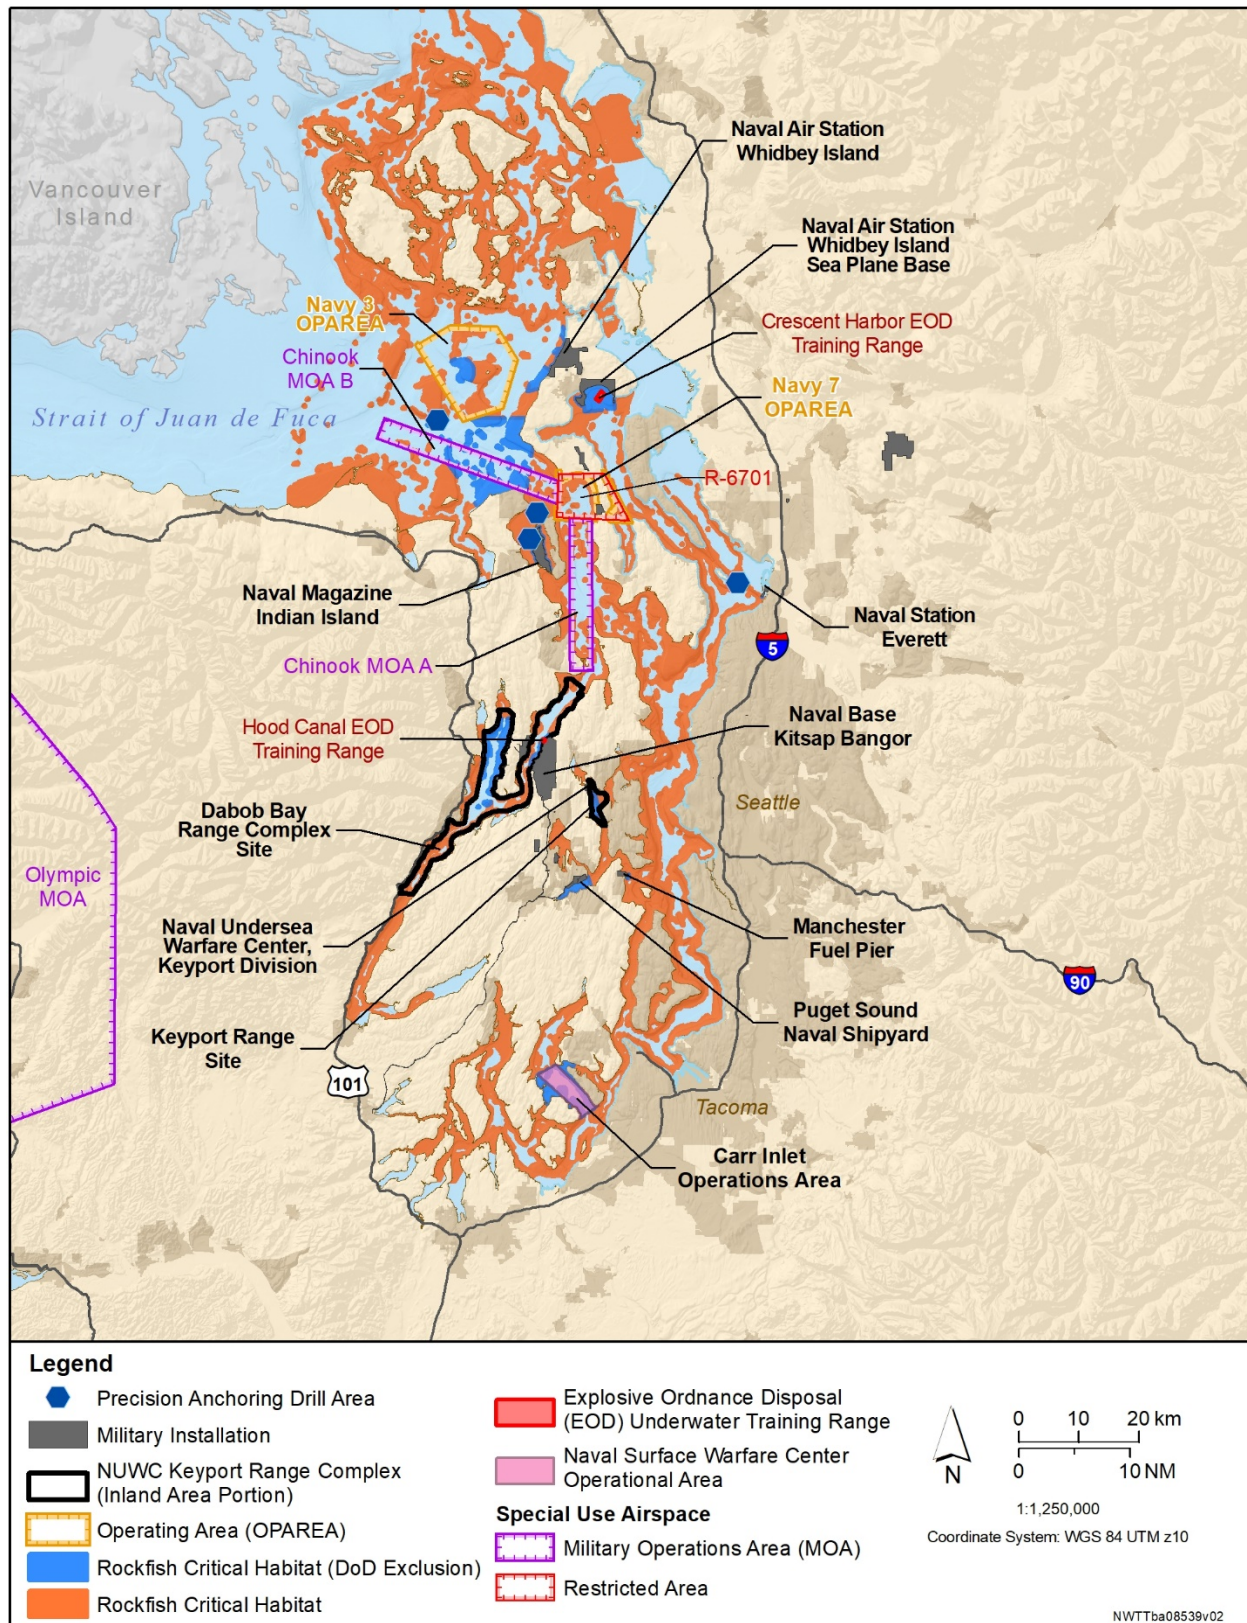 Naval Air Station
Whidbey Island
Vancouver
Island
Naval Air Station
Whidbey Island
Sea Plane Base
Navy 3
OPAREA
Crescent Harbor EOD
Training Range
Chinook
MOA B
Navy 7
OPAREA
Strait of Juan de Fuca
R-6701
Naval Magazine
Indian Island
Naval Station
Everett
5
Chinook MOA A
Hood Canal EOD
Training Range
Naval Base
Kitsap Bangor
Seattle
Dabob Bay
Range Complex
Site
Olympic
MOA
Naval Undersea
Warfare Center,
Keyport Division
Manchester
Fuel Pier
90
Puget Sound
Naval Shipyard
Keyport Range
Site
101
Tacoma
Carr Inlet
Operations Area
Legend
Precision Anchoring Drill Area
Military Installation
NUWC Keyport Range Complex
(Inland Area Portion)
Operating Area (OPAREA)
Rockfish Critical Habitat (DoD Exclusion)
Rockfish Critical Habitat
Explosive Ordnance Disposal
(EOD) Underwater Training Range
Naval Surface Warfare Center
Operational Area
Special Use Airspace
Military Operations Area (MOA)
Restricted Area
N
0 10 20 km
0 10 NM
1:1,250,000
Coordinate System: WGS 84 UTM z10
NWTTba08539v02